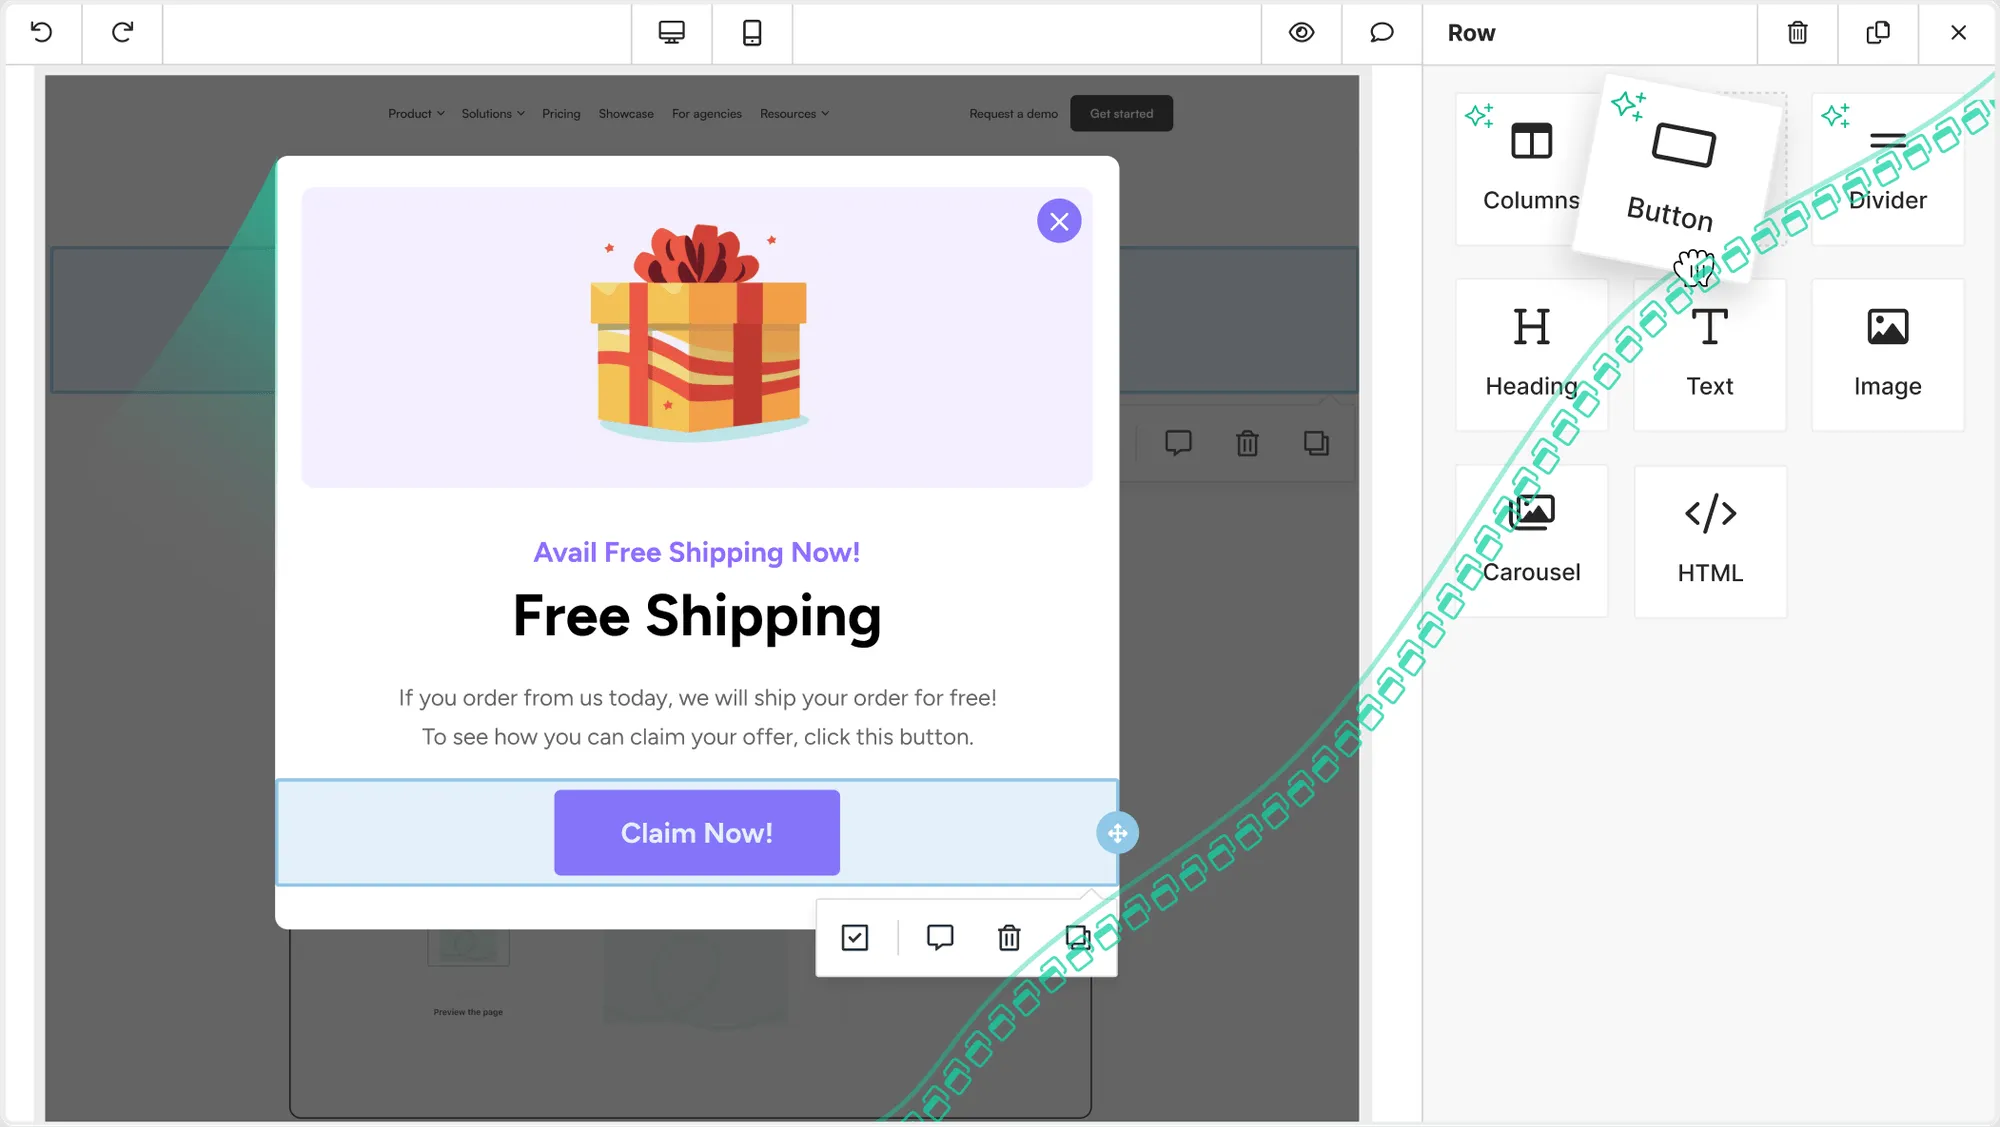 Row
Product
Solutions
Pricing
Showcase
For agencies
Resources
Request a demo
Get started
Columns
Button
Divider
Heading
Text
Image
Carousel
HTML
Avail Free Shipping Now!
Free Shipping
If you order from us today, we will ship your order for free!
To see how you can claim your offer, click this button.
Claim Now!
Preview the page